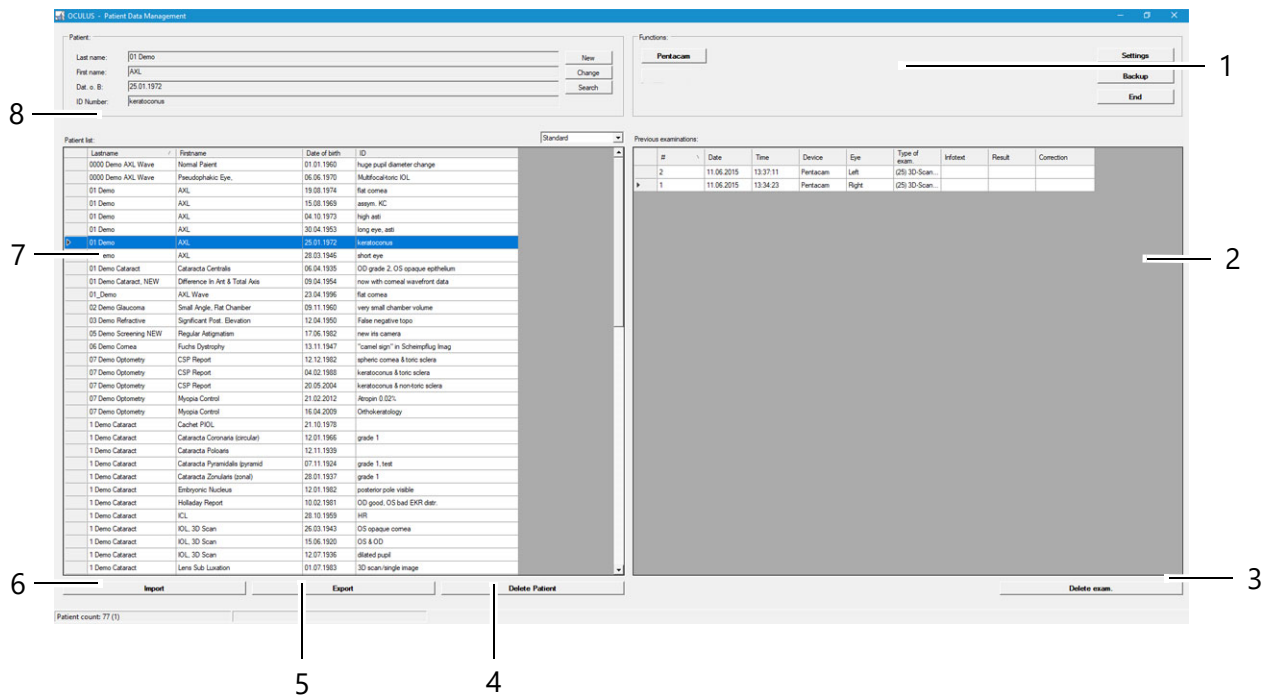 OCULUS - Patient Data Management
Patient:
Last name: 01 Demo
First name: AXL
Dat. o. B: 25.01.1972
ID Number: keratoconus
New
Change
Search
Functions:
Pentacam
Settings
Backup
End
1
8
Patient list:
Standard
Lastname Firstname Date of birth ID
0000 Demo AXL Wave Normal Paient 01.01.1960 huge pupil diameter change
0000 Demo AXL Wave Pseudophakic Eye, 06.06.1970 Multifocal-toric IOL
01 Demo AXL 19.08.1974 flat cornea
01 Demo AXL 15.08.1969 assym. KC
01 Demo AXL 04.10.1973 high asti
01 Demo AXL 30.04.1953 long eye, asti
01 Demo AXL 25.01.1972 keratoconus
emo AXL 28.03.1946 short eye
01 Demo Cataract Cataracta Centralis 06.04.1935 OD grade 2, OS opaque epithelium
01 Demo Cataract, NEW Difference In Ant & Total Axis 09.04.1954 now with corneal wavefront data
01_Demo AXL Wave 23.04.1996 flat cornea
02 Demo Glaucoma Small Angle, Flat Chamber 09.11.1960 very small chamber volume
03 Demo Refractive Significant Post. Elevation 12.04.1950 False negative topo
05 Demo Screening NEW Regular Astigmatism 17.06.1982 new iris camera
06 Demo Cornea Fuchs Dystrophy 13.11.1947 "camel sign" in Scheimpflug Imag
07 Demo Optometry CSP Report 12.12.1982 spheric cornea & toric sclera
07 Demo Optometry CSP Report 04.02.1988 keratoconus & toric sclera
07 Demo Optometry CSP Report 20.05.2004 keratoconus & non-toric sclera
07 Demo Optometry Myopia Control 21.02.2012 Atropin 0.02%
07 Demo Optometry Myopia Control 16.04.2009 Orthokeratology
1 Demo Cataract Cachet PIOL 21.10.1978
1 Demo Cataract Cataracta Coronaria (circular) 12.01.1966 grade 1
1 Demo Cataract Cataracta Poloaris 12.11.1939
1 Demo Cataract Cataracta Pyramidalis (pyramid 07.11.1924 grade 1, test
1 Demo Cataract Cataracta Zonularis (zonal) 28.01.1937 grade 1
1 Demo Cataract Embryonic Nucleus 12.01.1982 posterior pole visible
1 Demo Cataract Holladay Report 10.02.1981 OD good, OS bad EKR distr.
1 Demo Cataract ICL 28.10.1959 HR
1 Demo Cataract IOL, 3D Scan 26.03.1943 OS opaque cornea
1 Demo Cataract IOL, 3D Scan 15.06.1920 OS & OD
1 Demo Cataract IOL, 3D Scan 12.07.1936 dilated pupil
1 Demo Cataract Lens Sub Luxation 01.07.1983 3D scan/single image
Previous examinations:
# Date Time Device Eye Type of exam. Infotext Result Correction
2 11.06.2015 13:37:11 Pentacam Left (25) 3D-Scan...
1 11.06.2015 13:34:23 Pentacam Right (25) 3D-Scan...
7
2
6
3
Import
Export
Delete Patient
Delete exam.
Patient count: 77 (1)
5
4